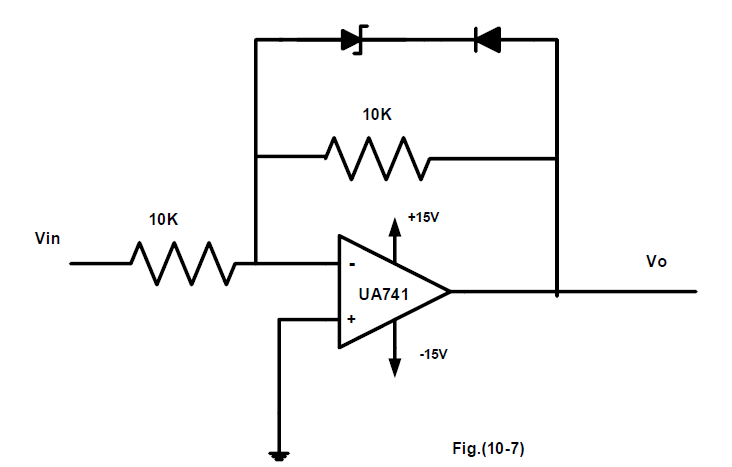 10K
10K
+15V
Vin
-
Vo
UA741
+
-15V
Fig.(10-7)